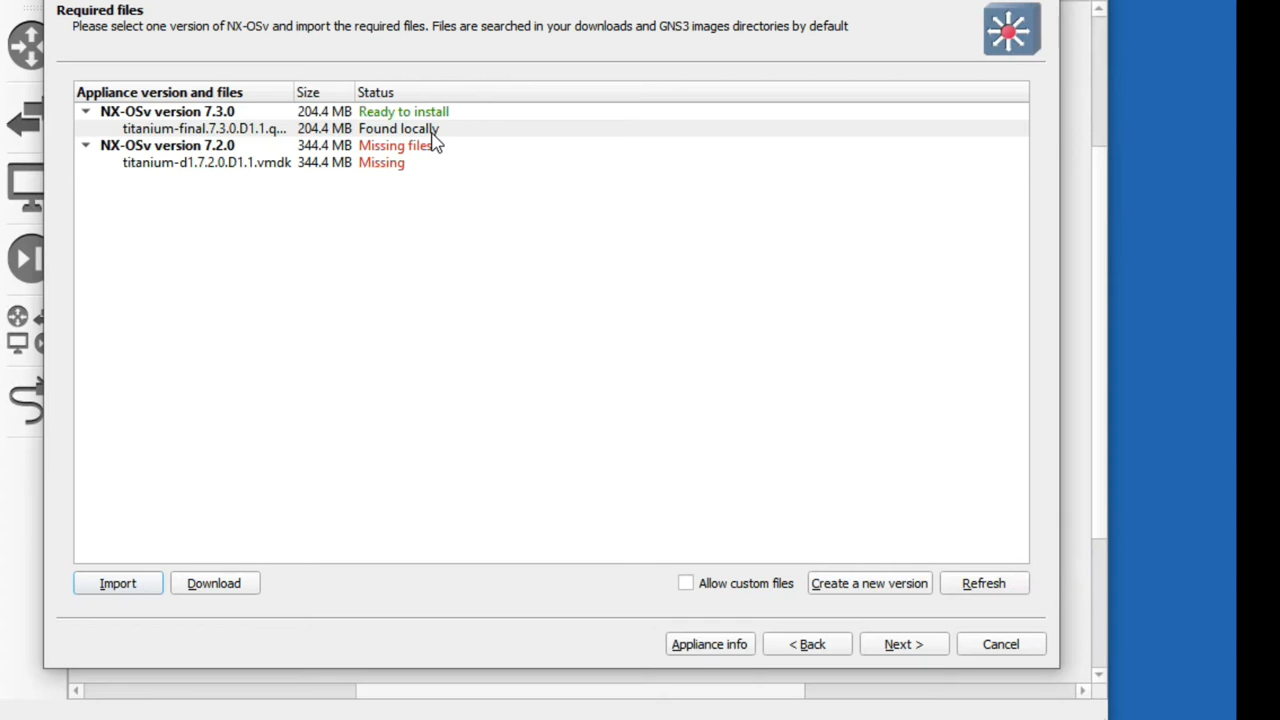 Required files
Please select one version of NX-OSv and import the required files. Files are searched in your downloads and GNS3 images directories by default
Appliance version and files Size Status
NX-OSv version 7.3.0 204.4 MB Ready to install
titanium-final.7.3.0.D1.1.q... 204.4 MB Found locally
NX-OSv version 7.2.0 344.4 MB Missing files
titanium-d1.7.2.0.D1.1.vmdk 344.4 MB Missing
Import Download Allow custom files Create a new version Refresh
Appliance info < Back Next > Cancel